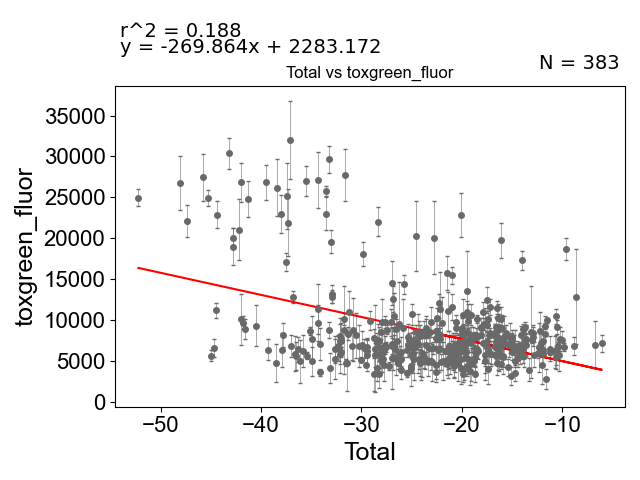 r^2 = 0.188
y = -269.864x + 2283.172
N = 383
Total vs toxgreen_fluor
toxgreen_fluor
35000
30000
25000
20000
15000
10000
5000
0
−50
−40
−30
−20
−10
Total